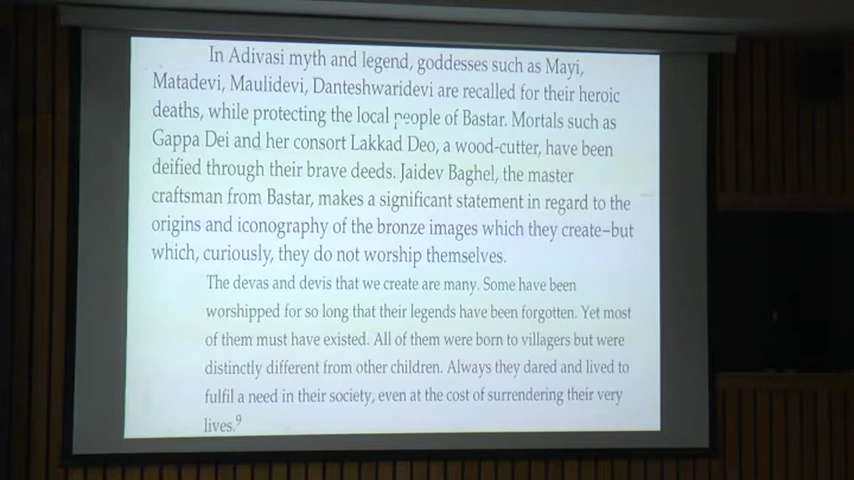 In Adivasi myth and legend, goddesses such as Mayi,
Matadevi, Maulidevi, Danteshwaridevi are recalled for their heroic
deaths, while protecting the local people of Bastar. Mortals such as
Gappa Dei and her consort Lakkad Deo, a wood-cutter, have been
deified through their brave deeds. Jaidev Baghel, the master
craftsman from Bastar, makes a significant statement in regard to the
origins and iconography of the bronze images which they create–but
which, curiously, they do not worship themselves.
The devas and devis that we create are many. Some have been
worshipped for so long that their legends have been forgotten. Yet most
of them must have existed. All of them were born to villagers but were
distinctly different from other children. Always they dared and lived to
fulfil a need in their society, even at the cost of surrendering their very
lives.9